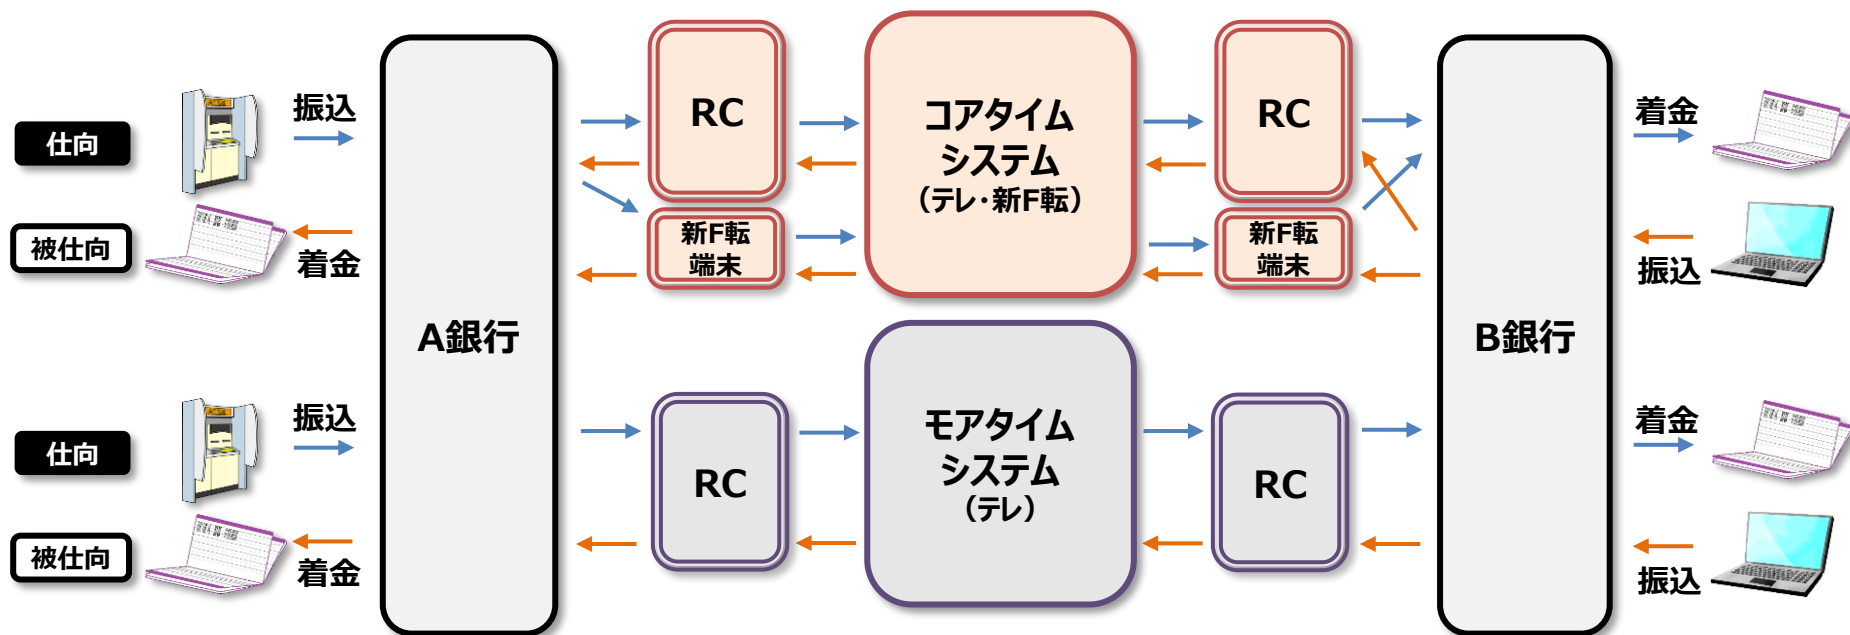 仕向
振込
被仕向
着金
A銀行
RC
新F転
端末
コアタイム
システム
（テレ・新F転）
RC
新F転
端末
B銀行
着金
振込
仕向
振込
被仕向
着金
RC
モアタイム
システム
（テレ）
RC
着金
振込